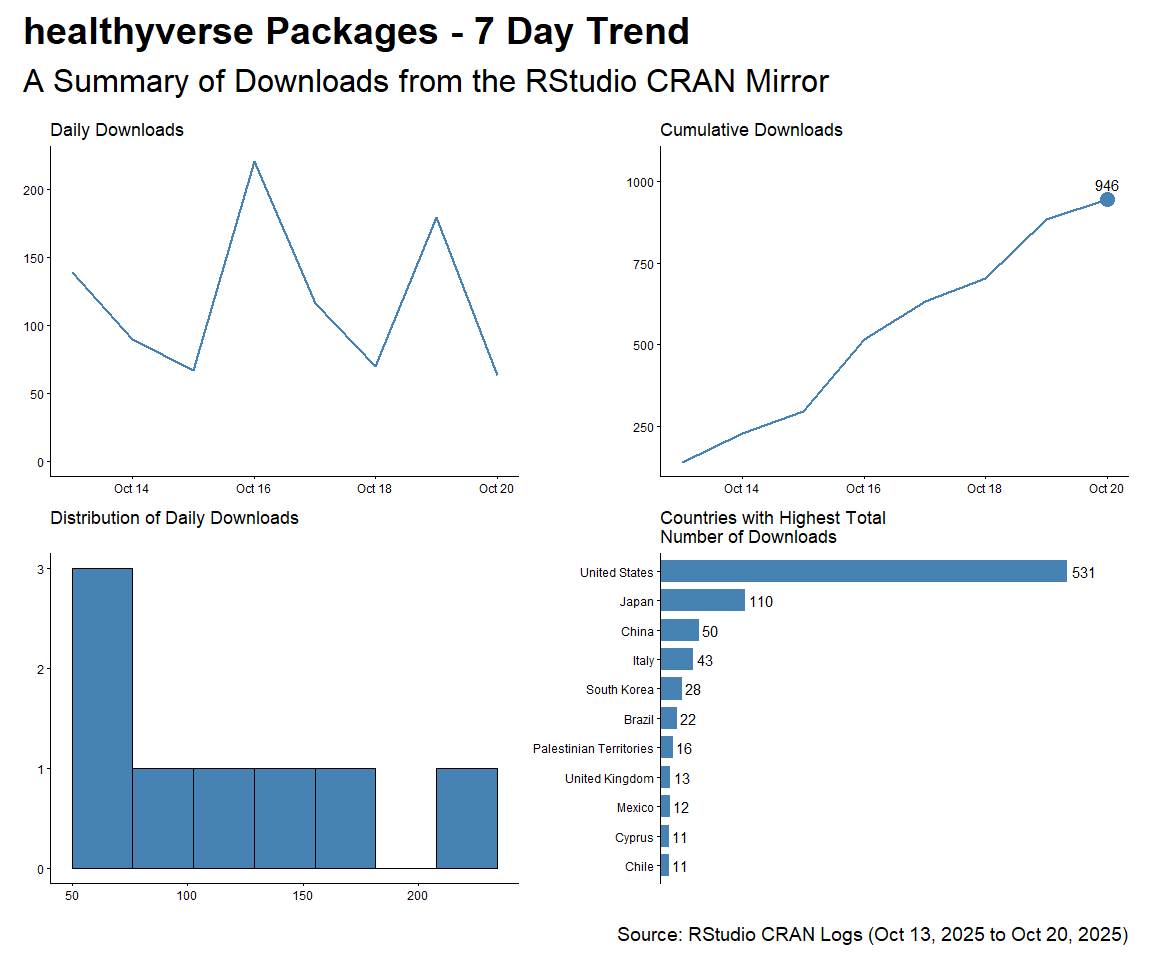 healthyverse Packages - 7 Day Trend
A Summary of Downloads from the RStudio CRAN Mirror
Daily Downloads
200
150
100
50
0
Oct 14
Oct 16
Oct 18
Oct 20
Cumulative Downloads
1000
750
500
250
946
Oct 14
Oct 16
Oct 18
Oct 20
Distribution of Daily Downloads
3
2
1
0
50
100
150
200
Countries with Highest Total
Number of Downloads
United States 531
Japan 110
China 50
Italy 43
South Korea 28
Brazil 22
Palestinian Territories 16
United Kingdom 13
Mexico 12
Cyprus 11
Chile 11
Source: RStudio CRAN Logs (Oct 13, 2025 to Oct 20, 2025)